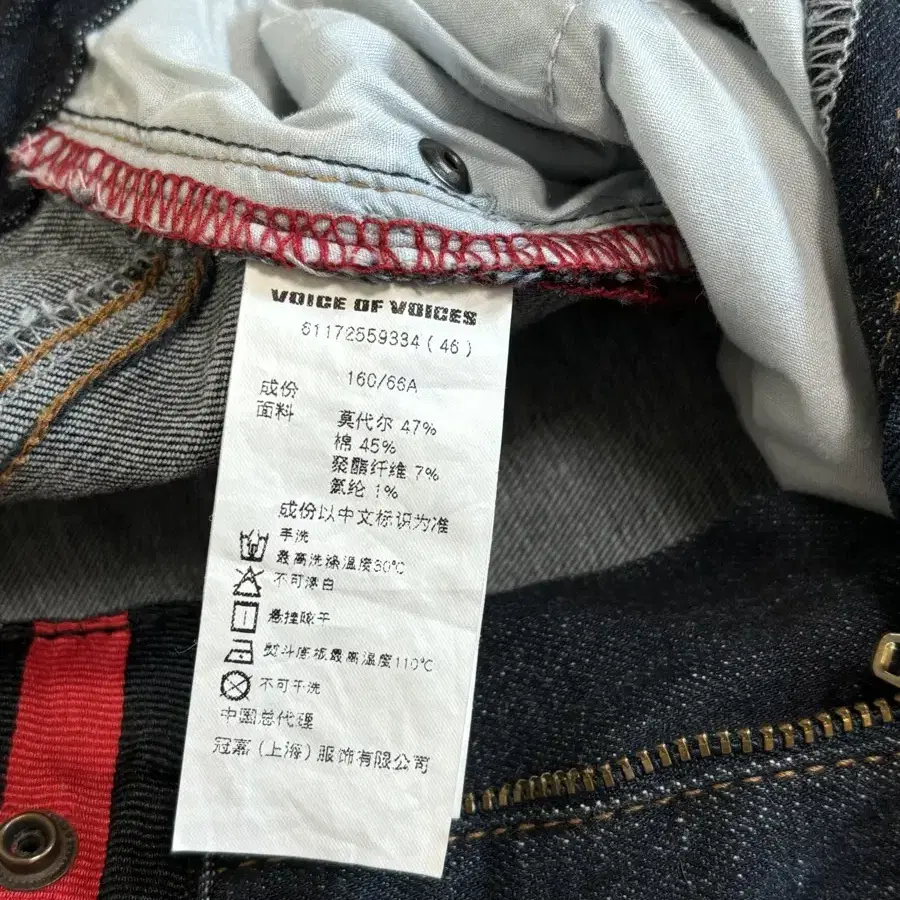 VOICE OF VOICES
61172559334 ( 46 )
160/66A
成份
面料
莫代尔 47%
棉 45%
聚酯纤维 7%
氨纶 1%
成份以中文标识为准
手洗
最高洗涤温度30℃
不可漂白
悬挂晾干
熨斗底板最高温度110℃
不可干洗
中国总代理
冠嘉 (上海) 服饰有限公司